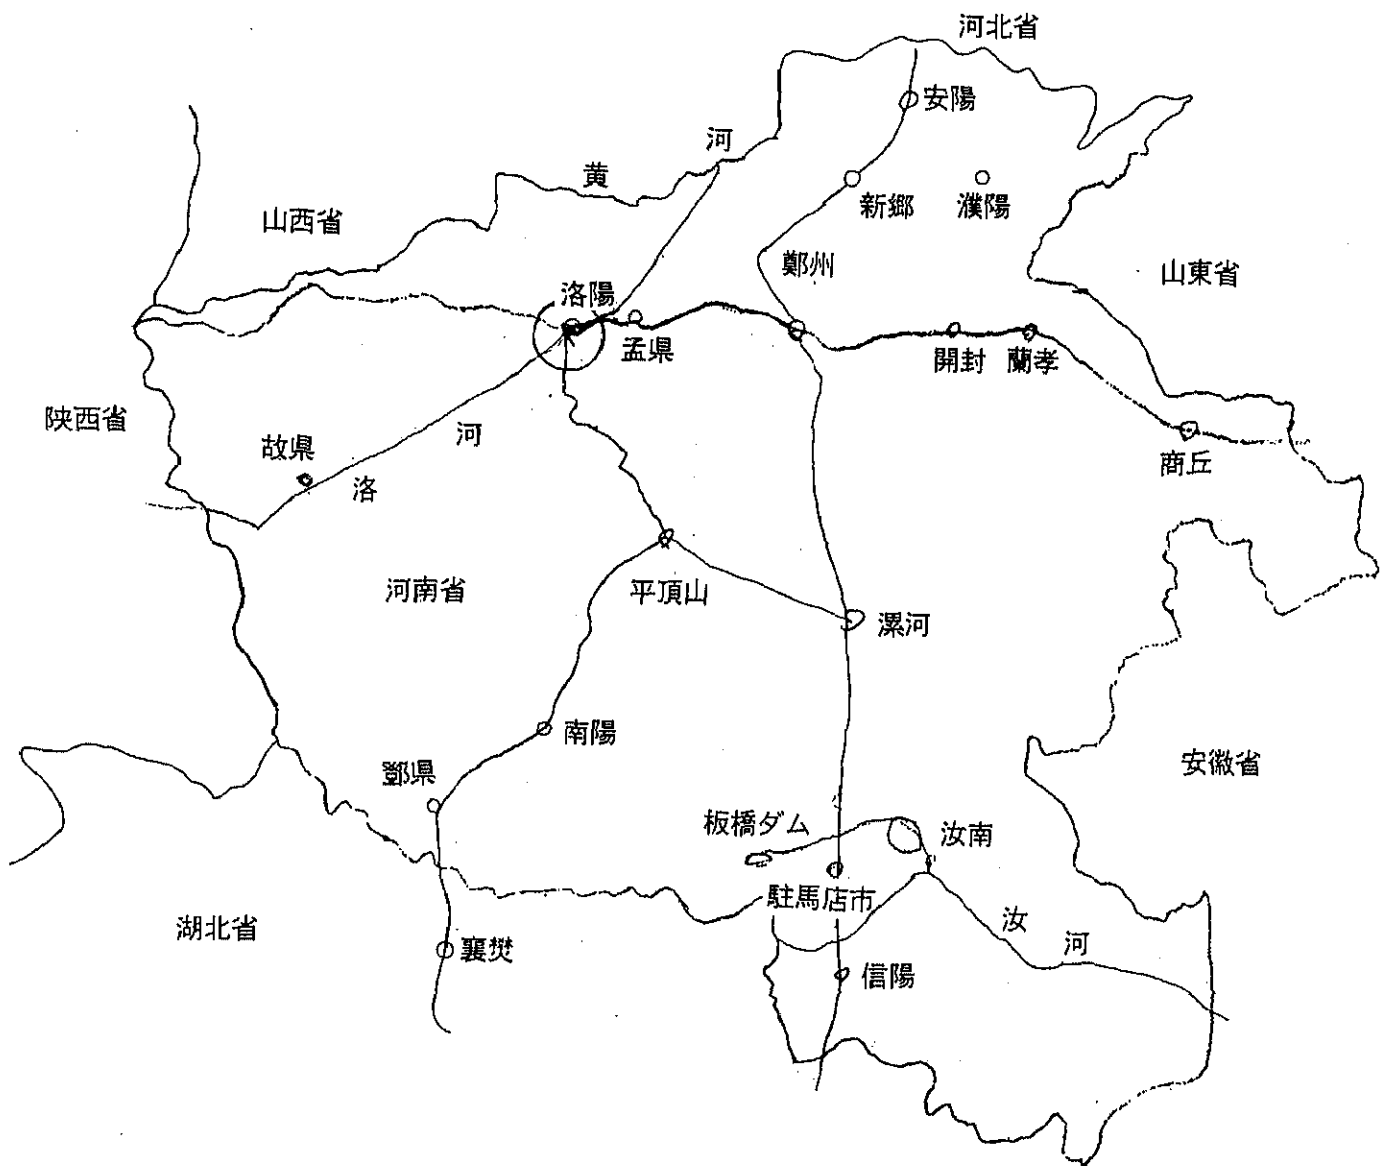 河北省
安陽
河
黄
新郷
濮陽
山西省
鄭州
山東省
洛陽
孟県
開封
蘭孝
陕西省
河
故県
洛
商丘
河南省
平頂山
漯河
南陽
鄧県
安徽省
板橋ダム
汝南
駐馬店市
湖北省
汝
河
襄樊
信陽